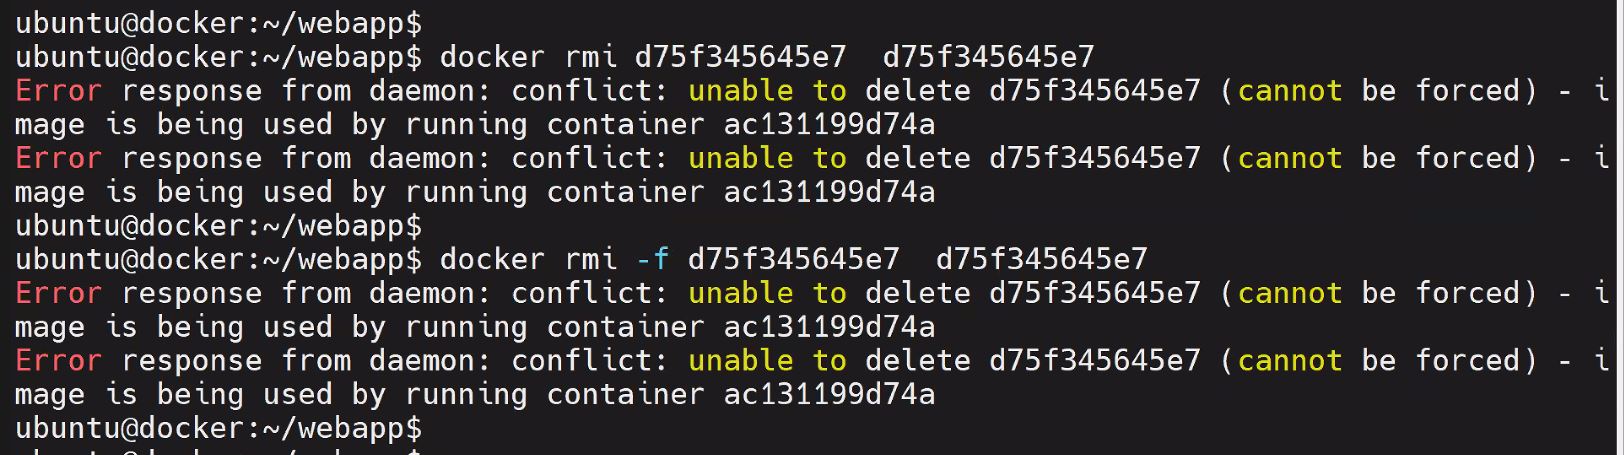 ubuntu@docker:~/webapp$
ubuntu@docker:~/webapp$ docker rmi d75f345645e7  d75f345645e7
Error response from daemon: conflict: unable to delete d75f345645e7 (cannot be forced) - i
mage is being used by running container ac131199d74a
Error response from daemon: conflict: unable to delete d75f345645e7 (cannot be forced) - i
mage is being used by running container ac131199d74a
ubuntu@docker:~/webapp$
ubuntu@docker:~/webapp$ docker rmi -f d75f345645e7  d75f345645e7
Error response from daemon: conflict: unable to delete d75f345645e7 (cannot be forced) - i
mage is being used by running container ac131199d74a
Error response from daemon: conflict: unable to delete d75f345645e7 (cannot be forced) - i
mage is being used by running container ac131199d74a
ubuntu@docker:~/webapp$